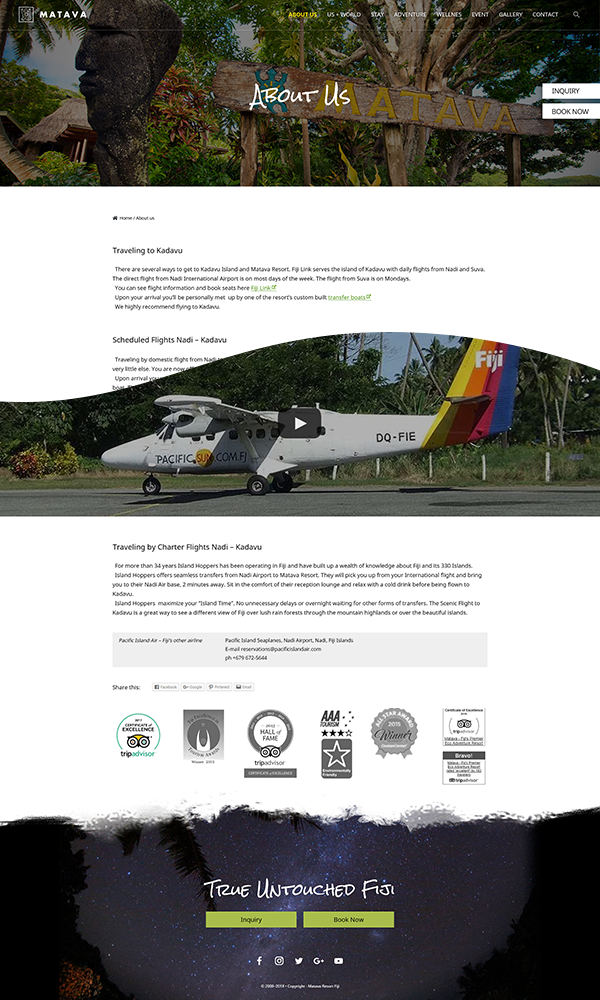 MATAVA
ABOUT US
US + WORLD
STAY
ADVENTURE
WELLNES
EVENT
GALLERY
CONTACT
MATAVA
About Us
INQUIRY
BOOK NOW
Home / About us
Traveling to Kadavu
There are several ways to get to Kadavu Island and Matava Resort. Fiji Link serves the island of Kadavu with daily flights from Nadi and Suva.
The direct flight from Nadi International Airport is on most days of the week. The flight from Suva is on Mondays.
You can see flight information and book seats here Fiji Link
Upon your arrival you'll be personally met up by one of the resort's custom built transfer boats
We highly recommend flying to Kadavu.
Scheduled Flights Nadi – Kadavu
Traveling by domestic flight from Nadi
very little else. You are now
Upon arrival you
boat.
Fiji
DQ-FIE
PACIFIC SUN.COM.FJ
Traveling by Charter Flights Nadi – Kadavu
For more than 34 years Island Hoppers has been operating in Fiji and have built up a wealth of knowledge about Fiji and its 330 Islands.
Island Hoppers offers seamless transfers from Nadi Airport to Matava Resort. They will pick you up from your International flight and bring
you to their Nadi Air base, 2 minutes away. Sit in the comfort of their reception lounge and relax with a cold drink before being flown to
Kadavu.
Island Hoppers maximize your "Island Time". No unnecessary delays or overnight waiting for other forms of transfers. The Scenic Flight to
Kadavu is a great way to see a different view of Fiji over lush rain forests through the mountain highlands or over the beautiful islands.
Pacific Island Air – Fiji's other airline
Pacific Island Seaplanes, Nadi Airport, Nadi, Fiji Islands
E-mail reservations@pacificislandair.com
ph +679 672-5644
Share this:
Facebook
Google
Pinterest
Email
2017
CERTIFICATE of
EXCELLENCE
tripadvisor
Winner 2003
2015
HALL of
FAME
tripadvisor
CERTIFICATE of EXCELLENCE
AAA
TOURISM
Environmentally
Friendly
ALL STAR AWARD
2015
Winner
Certificate of Excellence
tripadvisor
Matava - Fiji's Premier
Eco Adventure Resort
Bravo!
Matava - Fiji's Premier
Eco Adventure Resort
tripadvisor
True Untouched Fiji
Inquiry
Book Now
© 2008–2018 • Copyright - Matava Resort Fiji